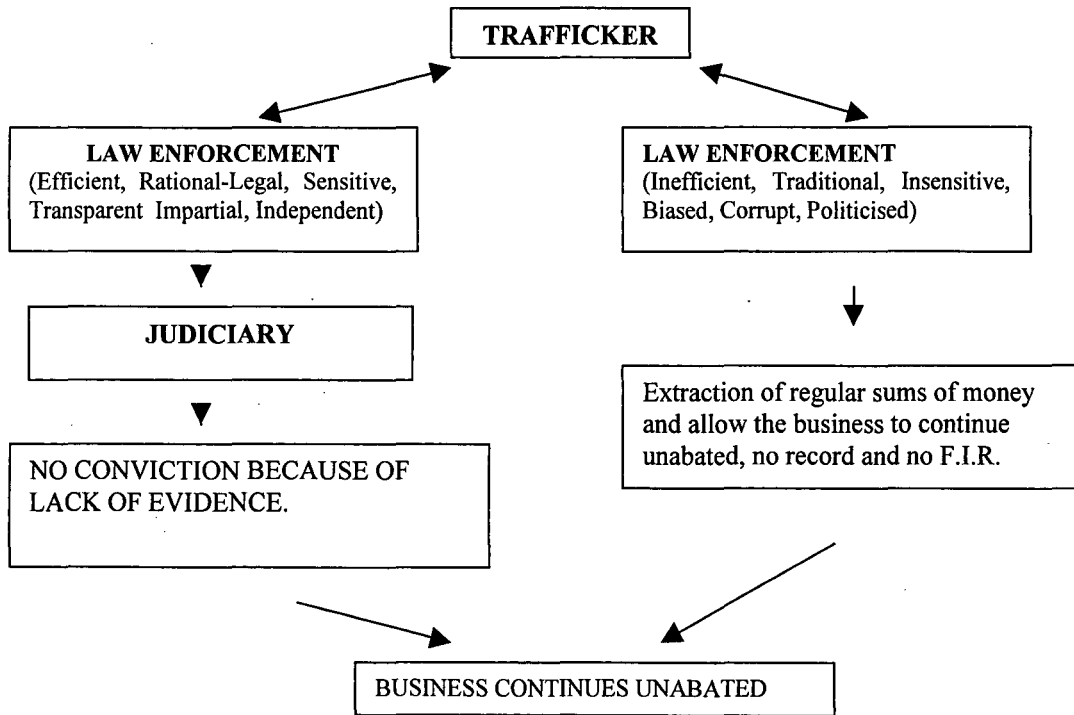 TRAFFICKER
LAW ENFORCEMENT
(Efficient, Rational-Legal, Sensitive,
Transparent Impartial, Independent)
LAW ENFORCEMENT
(Inefficient, Traditional, Insensitive,
Biased, Corrupt, Politicised)
JUDICIARY
Extraction of regular sums of money
and allow the business to continue
unabated, no record and no F.I.R.
NO CONVICTION BECAUSE OF
LACK OF EVIDENCE.
BUSINESS CONTINUES UNABATED